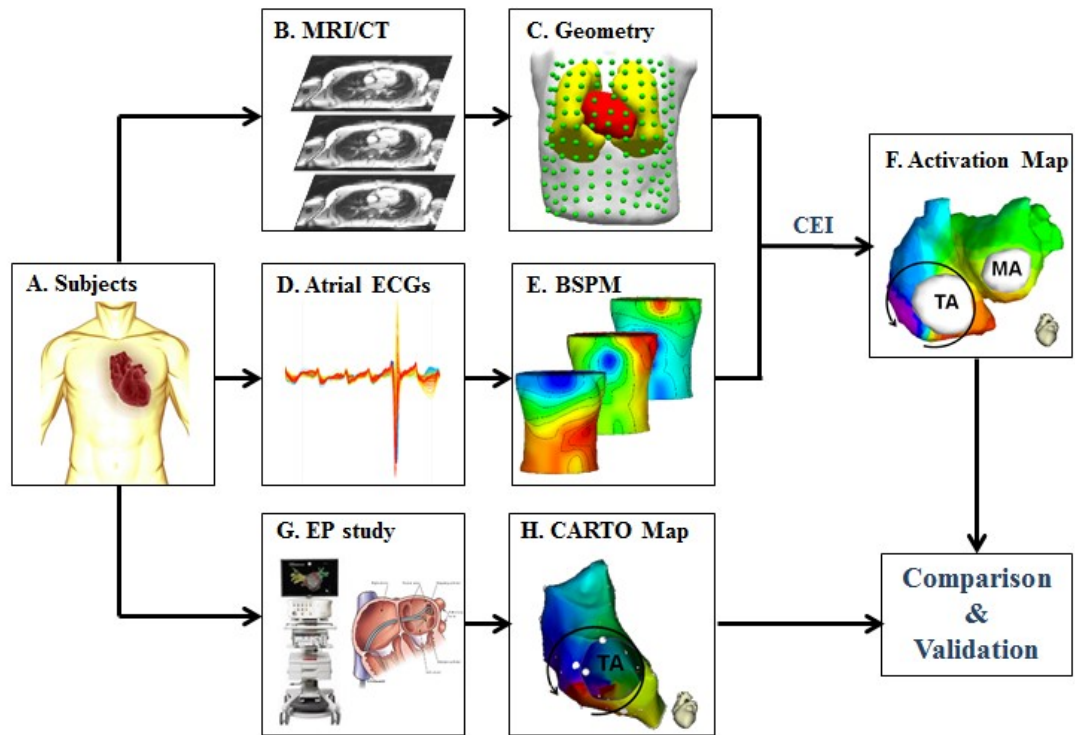 B. MRI/CT
C. Geometry
F. Activation Map
CEI
MA
TA
A. Subjects
D. Atrial ECGs
E. BSPM
G. EP study
H. CARTO Map
TA
Comparison
&
Validation